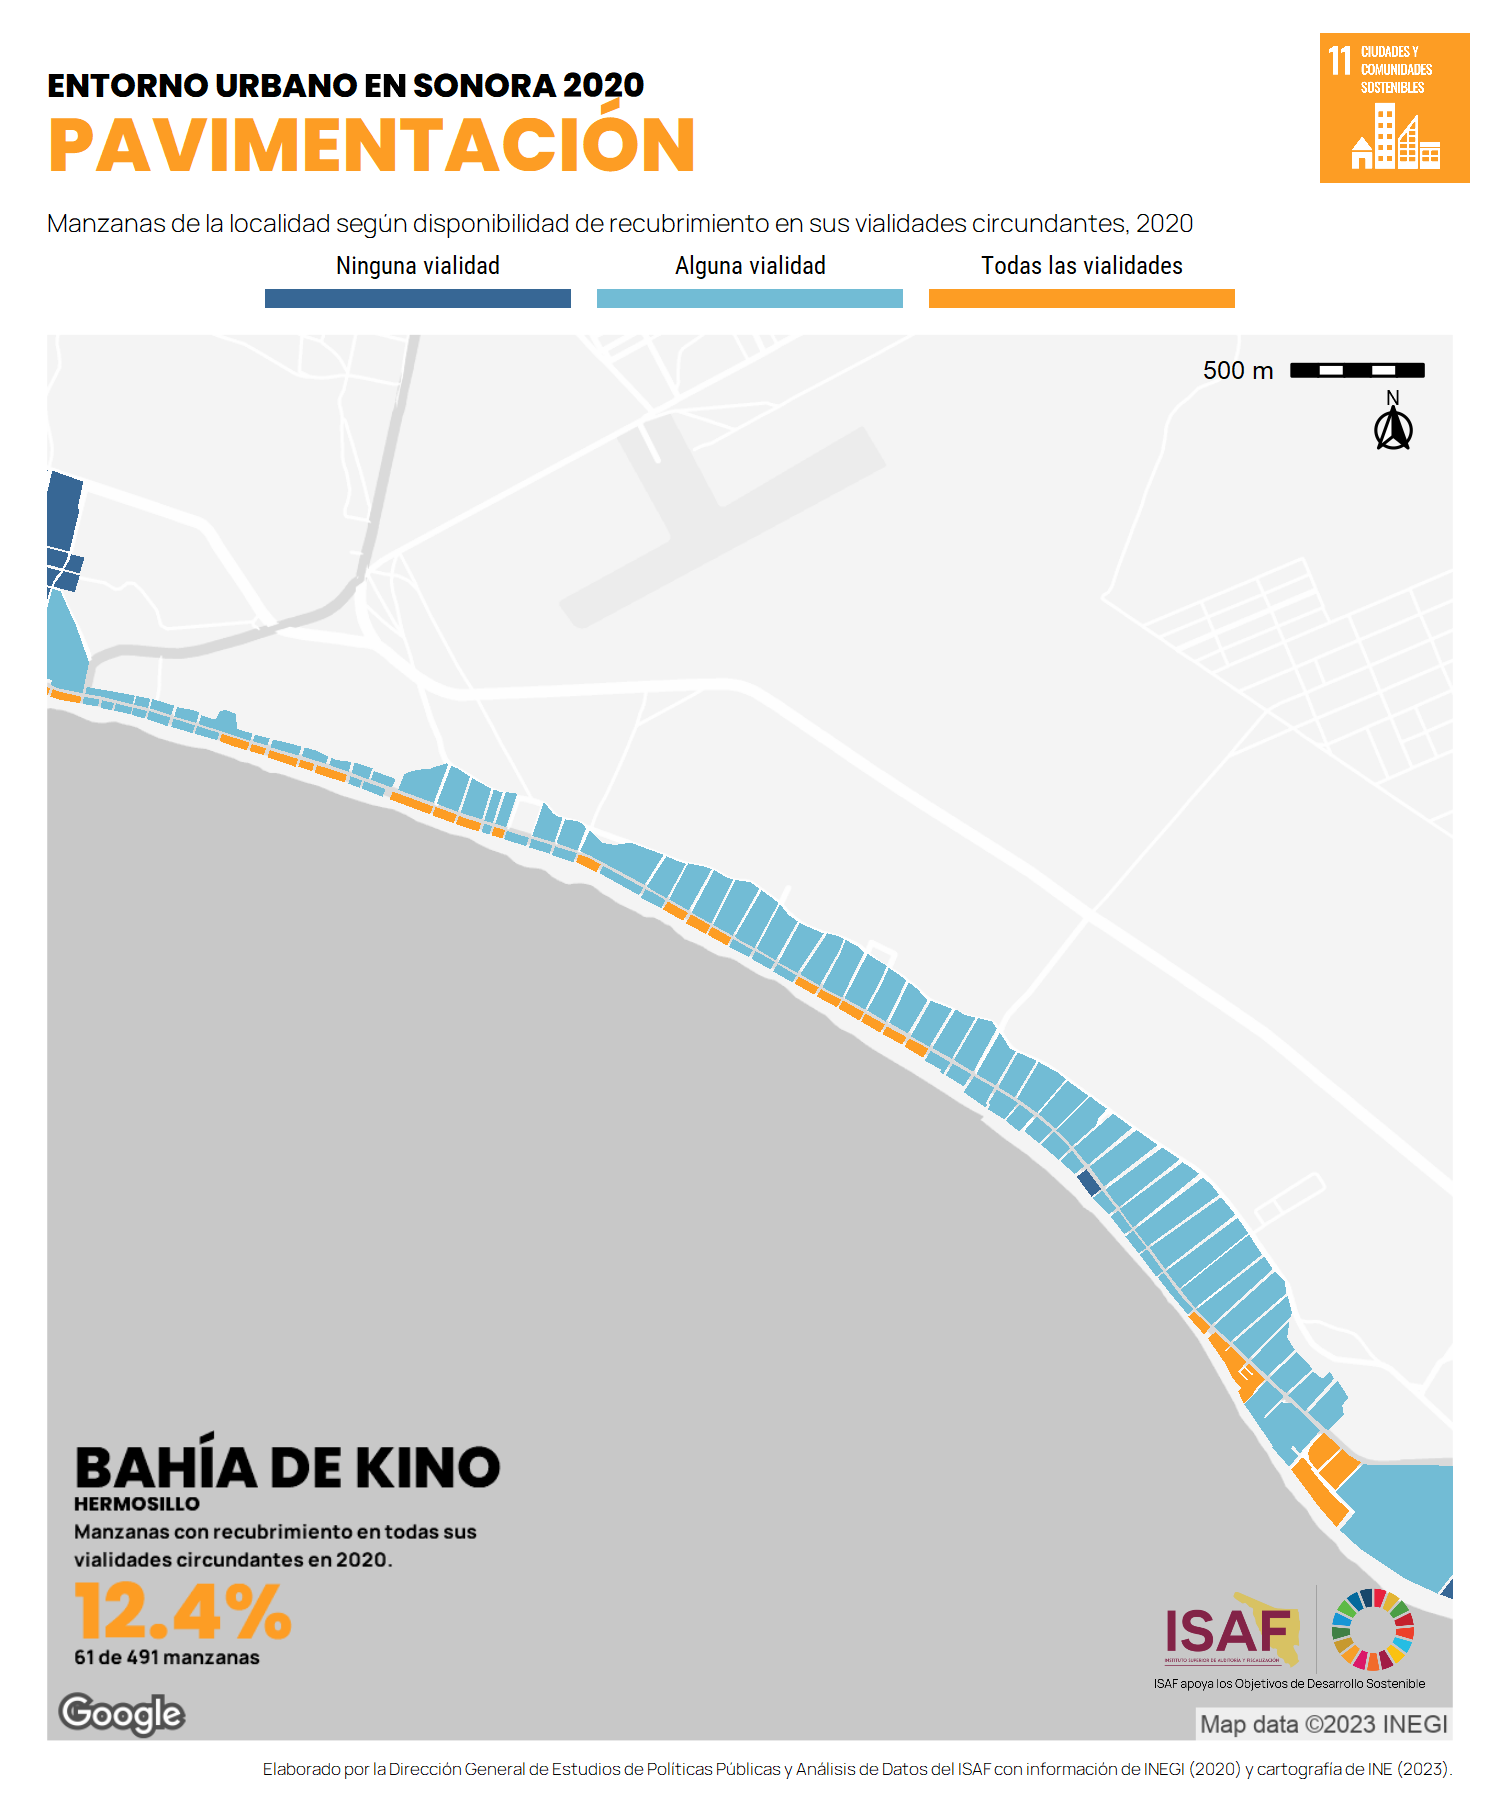 ENTORNO URBANO EN SONORA 2020
PAVIMENTACIÓN
11 CIUDADES Y
COMUNIDADES
SOSTENIBLES
Manzanas de la localidad según disponibilidad de recubrimiento en sus vialidades circundantes, 2020
Ninguna vialidad
Alguna vialidad
Todas las vialidades
500 m
N
BAHÍA DE KINO
HERMOSILLO
Manzanas con recubrimiento en todas sus
vialidades circundantes en 2020.
12.4%
61 de 491 manzanas
ISAF
INSTITUTO SUPERIOR DE AUDITORÍA Y FISCALIZACIÓN
ISAF apoya los Objetivos de Desarrollo Sostenible
Google
Map data ©2023 INEGI
Elaborado por la Dirección General de Estudios de Políticas Públicas y Análisis de Datos del ISAF con información de INEGI (2020) y cartografía de INE (2023).